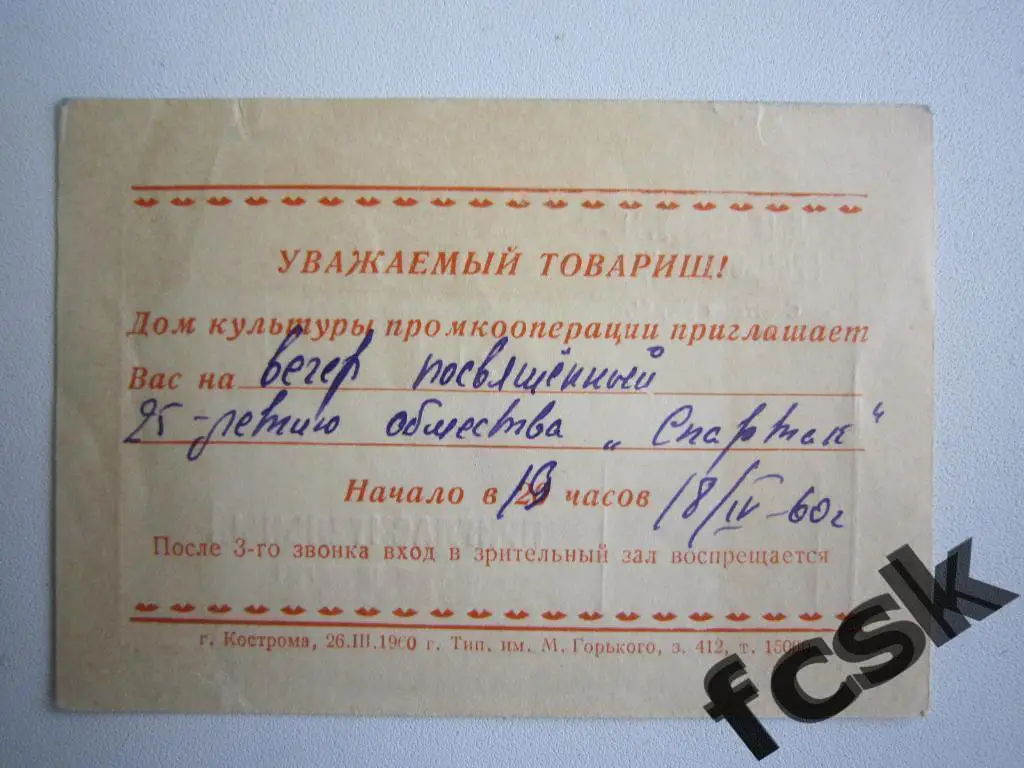 УВАЖАЕМЫЙ ТОВАРИЩ!
Дом культуры промкооперации приглашает
Вас на вечер посвящённый
25-летию общества „Спартак“
Начало в 19 часов 18/IV-60г
После 3-го звонка вход в зрительный зал воспрещается
г. Кострома, 26.III.1960 г. Тип. им. М. Горького, з. 412, т. 15000
fcsk